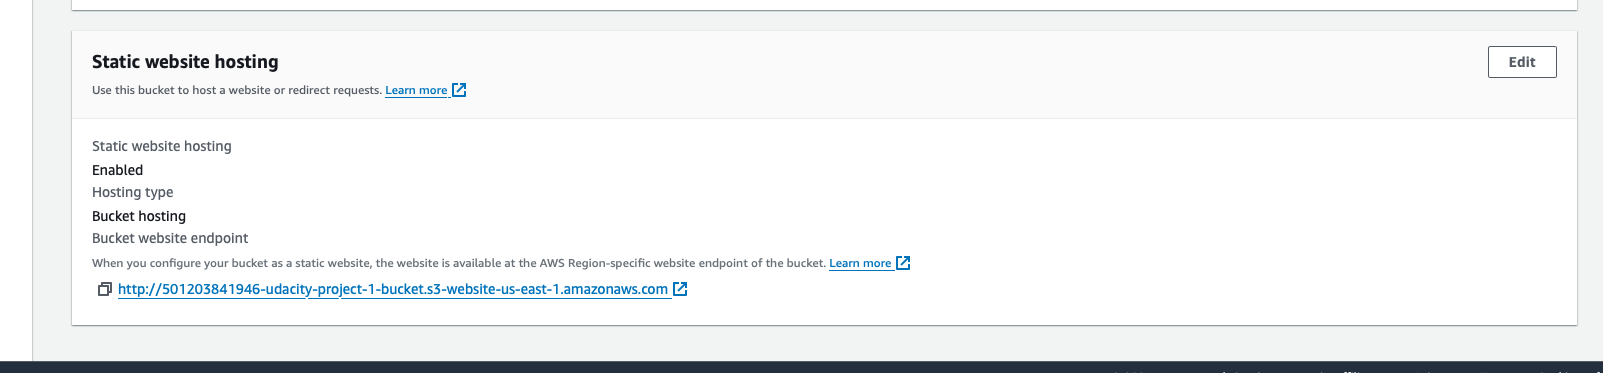 Static website hosting
Edit
Use this bucket to host a website or redirect requests. Learn more
Static website hosting
Enabled
Hosting type
Bucket hosting
Bucket website endpoint
When you configure your bucket as a static website, the website is available at the AWS Region-specific website endpoint of the bucket. Learn more
http://501203841946-udacity-project-1-bucket.s3-website-us-east-1.amazonaws.com